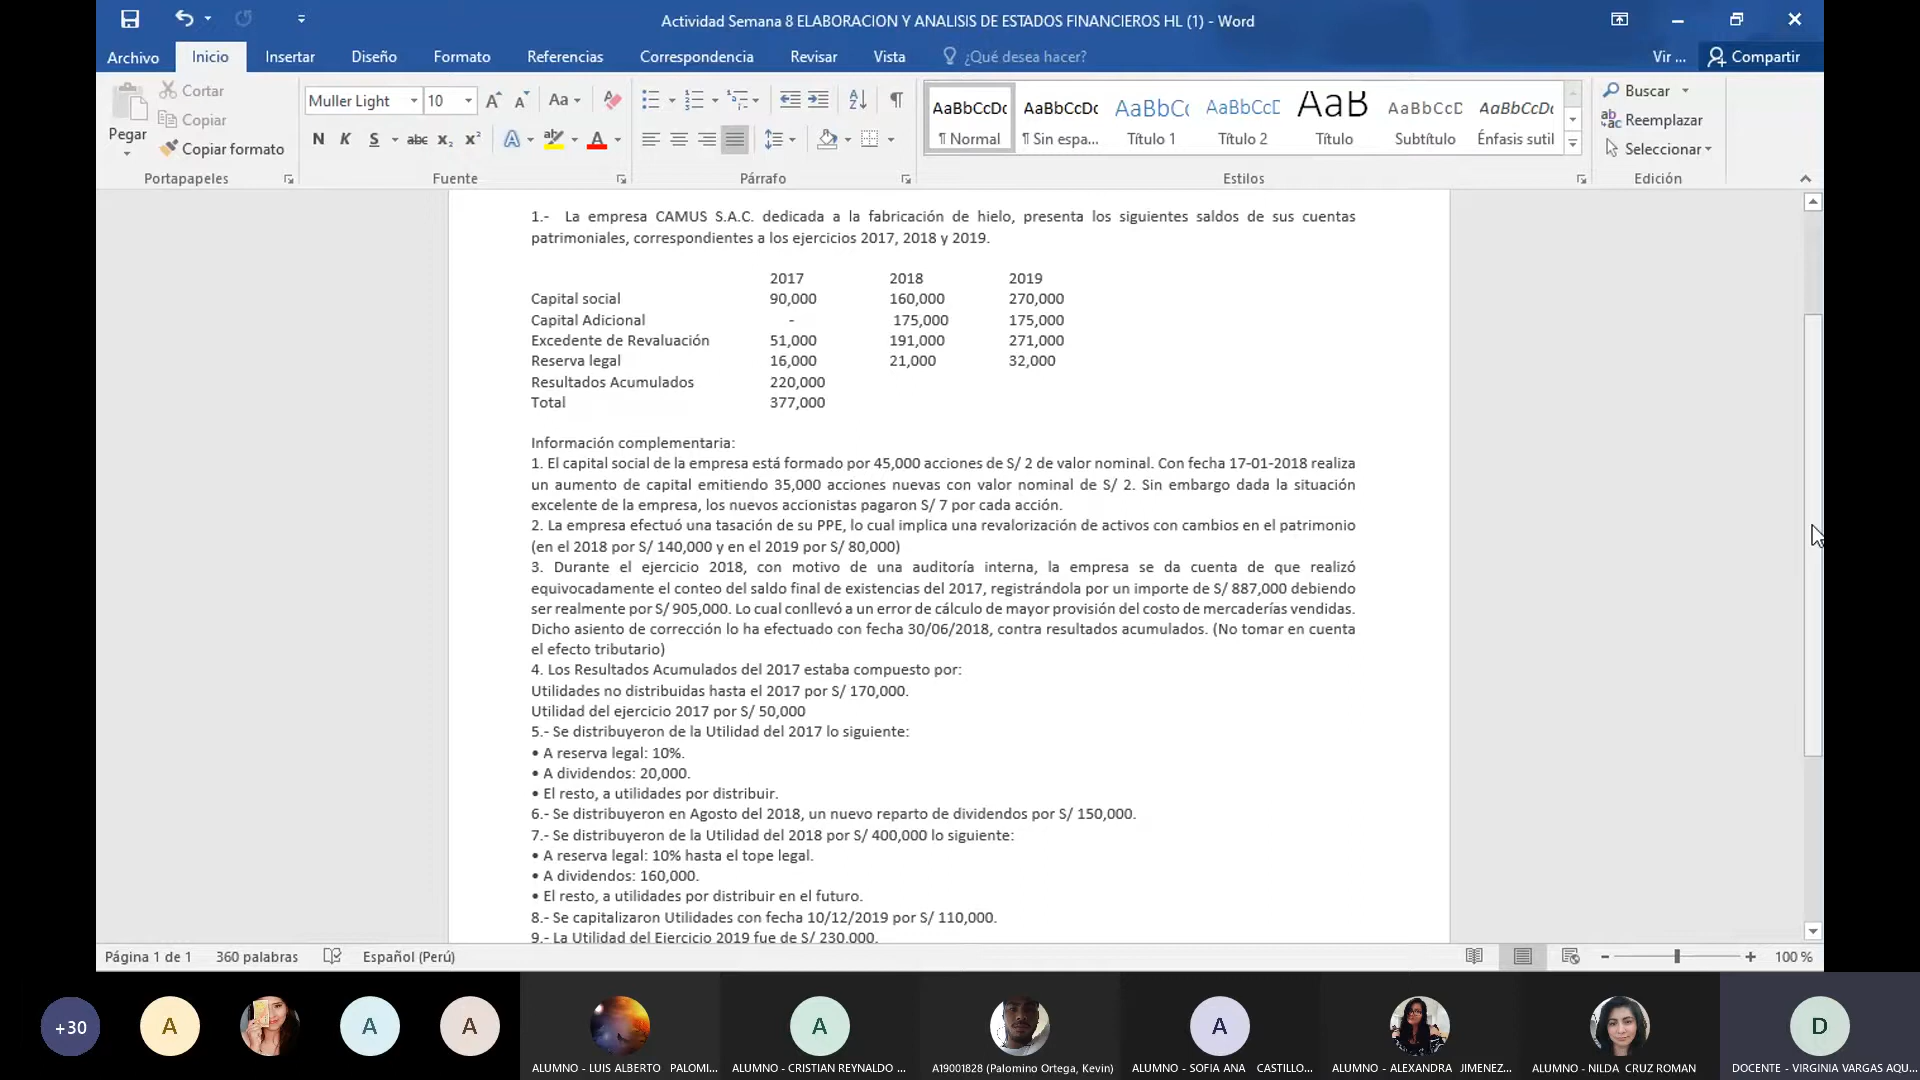 Actividad Semana 8 ELABORACION Y ANALISIS DE ESTADOS FINANCIEROS HL (1) - Word
Archivo Inicio Insertar Diseño Formato Referencias Correspondencia Revisar Vista ¿Qué desea hacer? Vir ... Compartir
Pegar
Cortar
Copiar
Copiar formato
Portapapeles
Muller Light 10
Aa
N K S abc x₂ x²
Fuente
Párrafo
AaBbCcDc ¶ Normal
AaBbCcDc ¶ Sin espa...
AaBbC Título 1
AaBbCcE Título 2
AaB Título
AaBbCcD Subtítulo
AaBbCcDc Énfasis sutil
Estilos
Buscar
Reemplazar
Seleccionar
Edición
1.- La empresa CAMUS S.A.C. dedicada a la fabricación de hielo, presenta los siguientes saldos de sus cuentas
patrimoniales, correspondientes a los ejercicios 2017, 2018 y 2019.
2017 2018 2019
Capital social 90,000 160,000 270,000
Capital Adicional - 175,000 175,000
Excedente de Revaluación 51,000 191,000 271,000
Reserva legal 16,000 21,000 32,000
Resultados Acumulados 220,000
Total 377,000
Información complementaria:
1. El capital social de la empresa está formado por 45,000 acciones de S/ 2 de valor nominal. Con fecha 17-01-2018 realiza
un aumento de capital emitiendo 35,000 acciones nuevas con valor nominal de S/ 2. Sin embargo dada la situación
excelente de la empresa, los nuevos accionistas pagaron S/ 7 por cada acción.
2. La empresa efectuó una tasación de su PPE, lo cual implica una revalorización de activos con cambios en el patrimonio
(en el 2018 por S/ 140,000 y en el 2019 por S/ 80,000)
3. Durante el ejercicio 2018, con motivo de una auditoría interna, la empresa se da cuenta de que realizó
equivocadamente el conteo del saldo final de existencias del 2017, registrándola por un importe de S/ 887,000 debiendo
ser realmente por S/ 905,000. Lo cual conllevó a un error de cálculo de mayor provisión del costo de mercaderías vendidas.
Dicho asiento de corrección lo ha efectuado con fecha 30/06/2018, contra resultados acumulados. (No tomar en cuenta
el efecto tributario)
4. Los Resultados Acumulados del 2017 estaba compuesto por:
Utilidades no distribuidas hasta el 2017 por S/ 170,000.
Utilidad del ejercicio 2017 por S/ 50,000
5.- Se distribuyeron de la Utilidad del 2017 lo siguiente:
• A reserva legal: 10%.
• A dividendos: 20,000.
• El resto, a utilidades por distribuir.
6.- Se distribuyeron en Agosto del 2018, un nuevo reparto de dividendos por S/ 150,000.
7.- Se distribuyeron de la Utilidad del 2018 por S/ 400,000 lo siguiente:
• A reserva legal: 10% hasta el tope legal.
• A dividendos: 160,000.
• El resto, a utilidades por distribuir en el futuro.
8.- Se capitalizaron Utilidades con fecha 10/12/2019 por S/ 110,000.
9.- La Utilidad del Ejercicio 2019 fue de S/ 230,000.
Página 1 de 1 360 palabras Español (Perú) 100 %
+30 A A A A A D
ALUMNO - LUIS ALBERTO PALOMI... ALUMNO - CRISTIAN REYNALDO ... A19001828 (Palomino Ortega, Kevin) ALUMNO - SOFIA ANA CASTILLO... ALUMNO - ALEXANDRA JIMENEZ... ALUMNO - NILDA CRUZ ROMAN DOCENTE - VIRGINIA VARGAS AQU...